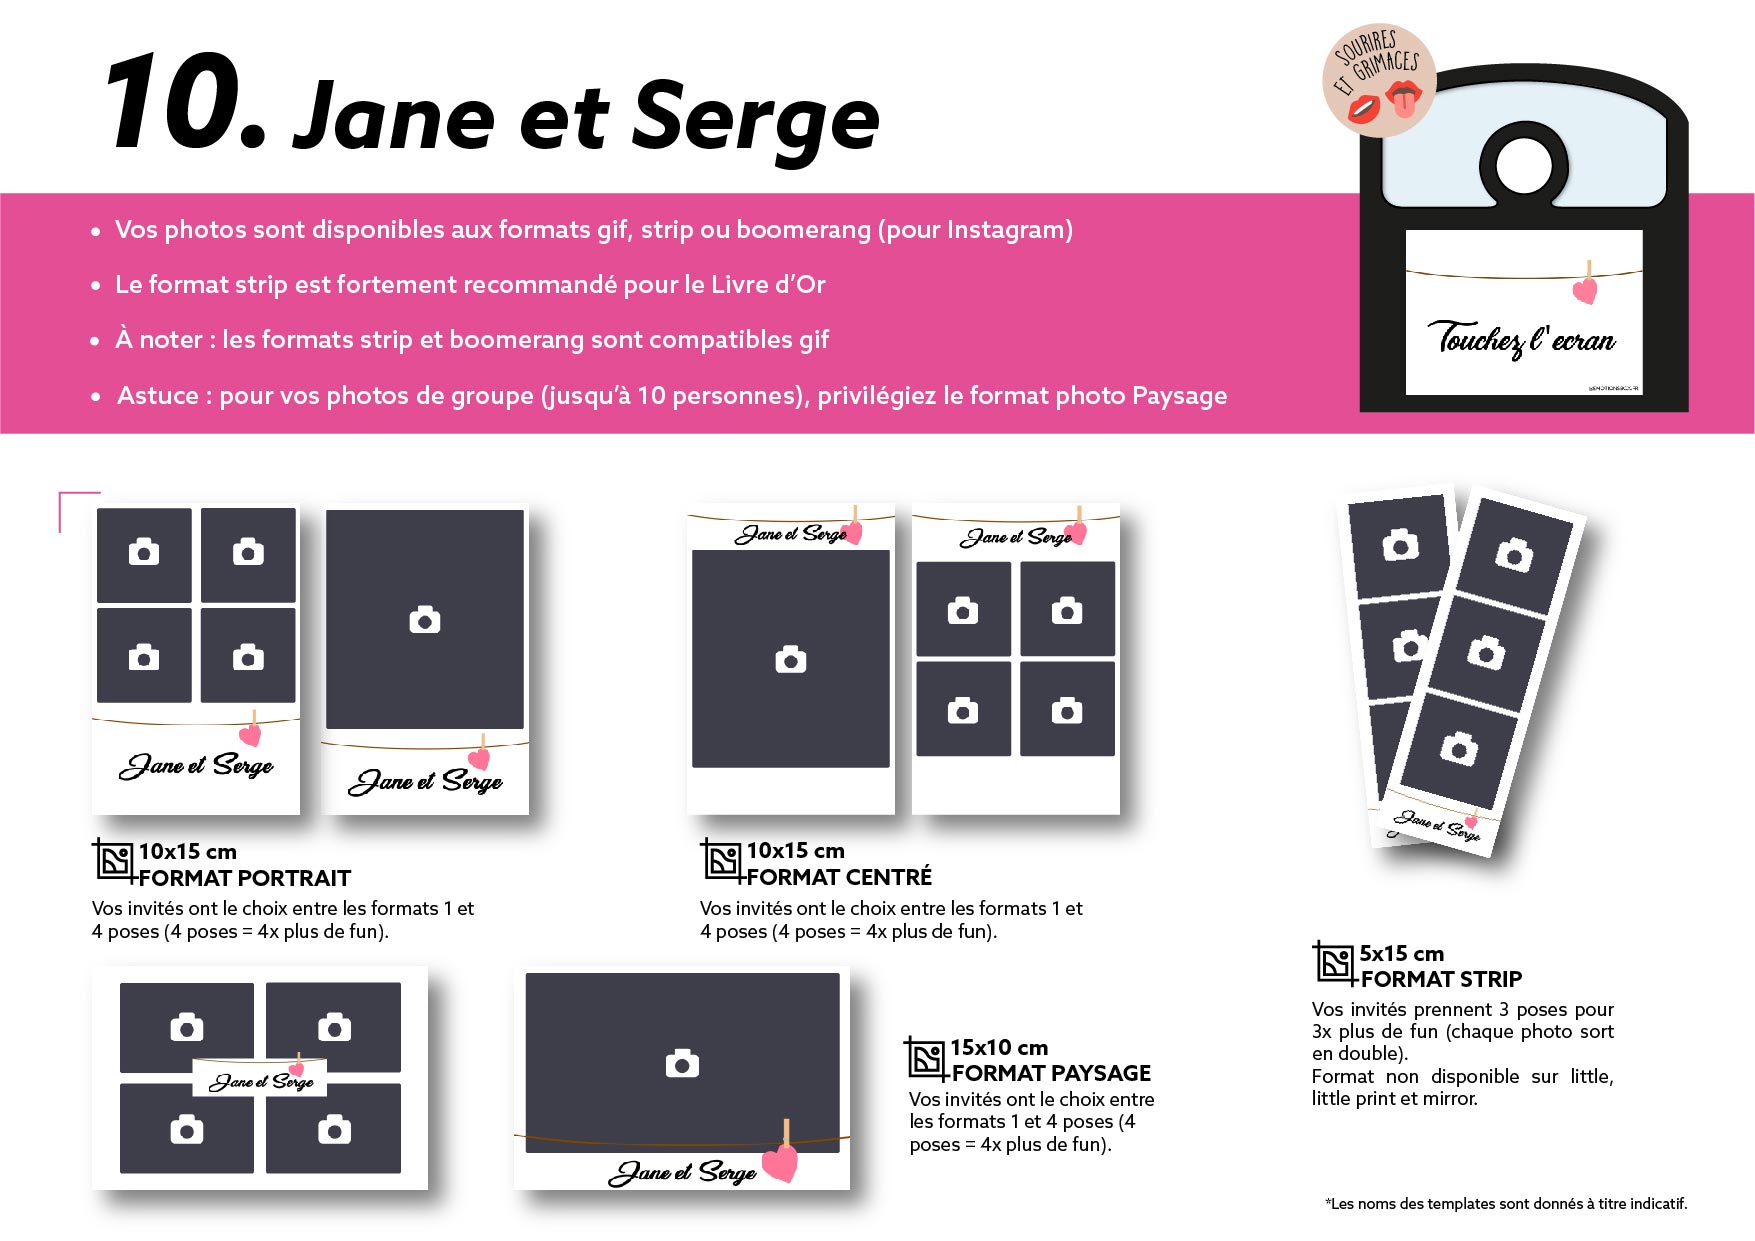 10. Jane et Serge
SOURIRES
ET GRIMACES
• Vos photos sont disponibles aux formats gif, strip ou boomerang (pour Instagram)
• Le format strip est fortement recommandé pour le Livre d’Or
• À noter : les formats strip et boomerang sont compatibles gif
• Astuce : pour vos photos de groupe (jusqu’à 10 personnes), privilégiez le format photo Paysage
Touchez l' ecran
Jane et Serge
Jane et Serge
10x15 cm
FORMAT PORTRAIT
Vos invités ont le choix entre les formats 1 et
4 poses (4 poses = 4x plus de fun).
Jane et Serge
Jane et Serge
10x15 cm
FORMAT CENTRÉ
Vos invités ont le choix entre les formats 1 et
4 poses (4 poses = 4x plus de fun).
Jane et Serge
5x15 cm
FORMAT STRIP
Vos invités prennent 3 poses pour
3x plus de fun (chaque photo sort
en double).
Format non disponible sur little,
little print et mirror.
Jane et Serge
Jane et Serge
15x10 cm
FORMAT PAYSAGE
Vos invités ont le choix entre
les formats 1 et 4 poses (4
poses = 4x plus de fun).
*Les noms des templates sont donnés à titre indicatif.